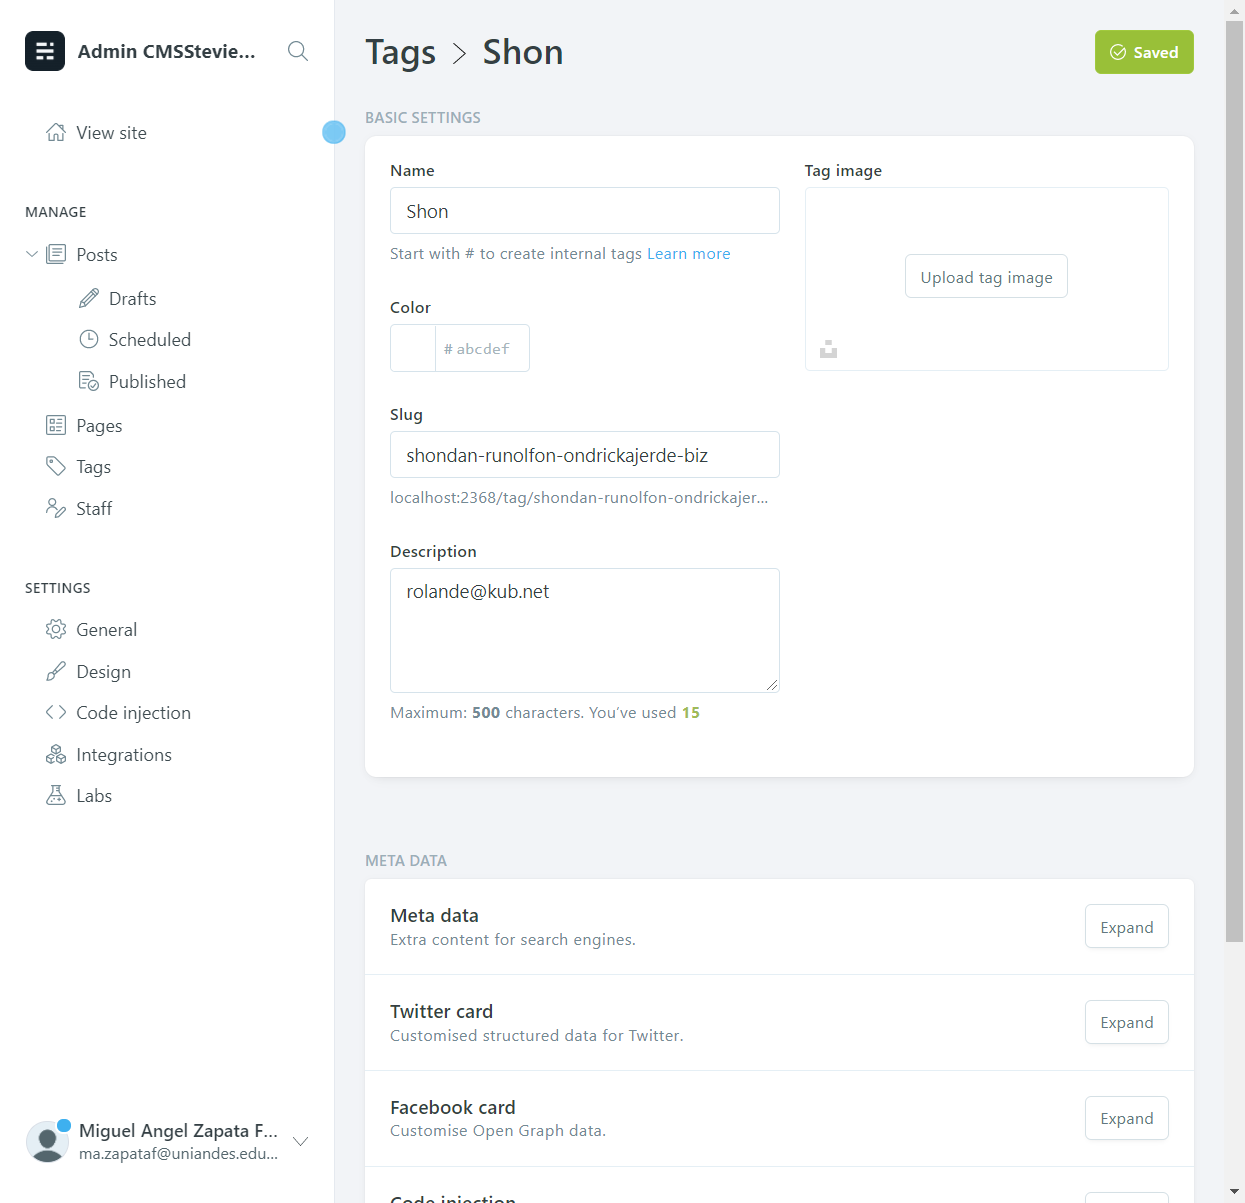 Admin CMSStevie...
View site
MANAGE
Posts
Drafts
Scheduled
Published
Pages
Tags
Staff
SETTINGS
General
Design
Code injection
Integrations
Labs
Miguel Angel Zapata F...
ma.zapataf@uniandes.edu...
Tags > Shon
Saved
BASIC SETTINGS
Name
Shon
Start with # to create internal tags Learn more
Color
# abcdef
Slug
shondan-runolfon-ondrickajerde-biz
localhost:2368/tag/shondan-runolfon-ondrickajer...
Description
rolande@kub.net
Maximum: 500 characters. You’ve used 15
Tag image
Upload tag image
META DATA
Meta data
Extra content for search engines.
Expand
Twitter card
Customised structured data for Twitter.
Expand
Facebook card
Customise Open Graph data.
Expand
Code injection